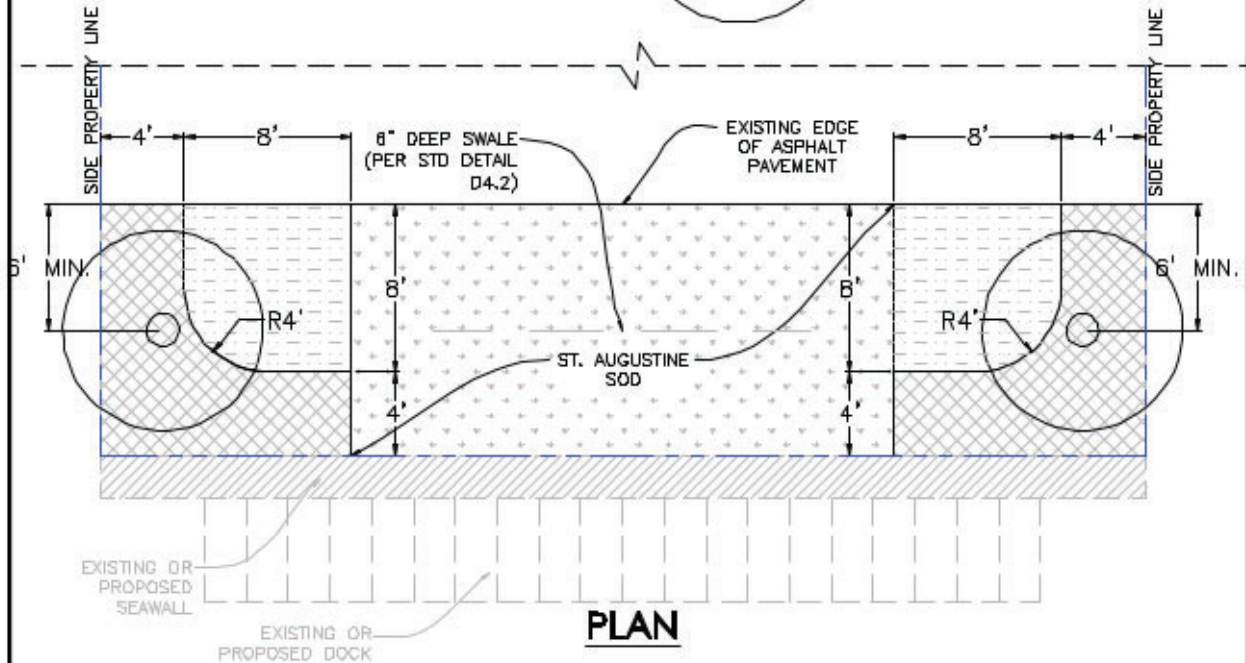 SIDE PROPERTY LINE
SIDE PROPERTY LINE
4'
8'
6" DEEP SWALE
(PER STD DETAIL
D4.2)
EXISTING EDGE
OF ASPHALT
PAVEMENT
8'
4'
6' MIN.
8'
8'
6' MIN.
R4'
R4'
ST. AUGUSTINE
SOD
4'
4'
EXISTING OR
PROPOSED
SEAWALL
EXISTING OR
PROPOSED DOCK
PLAN